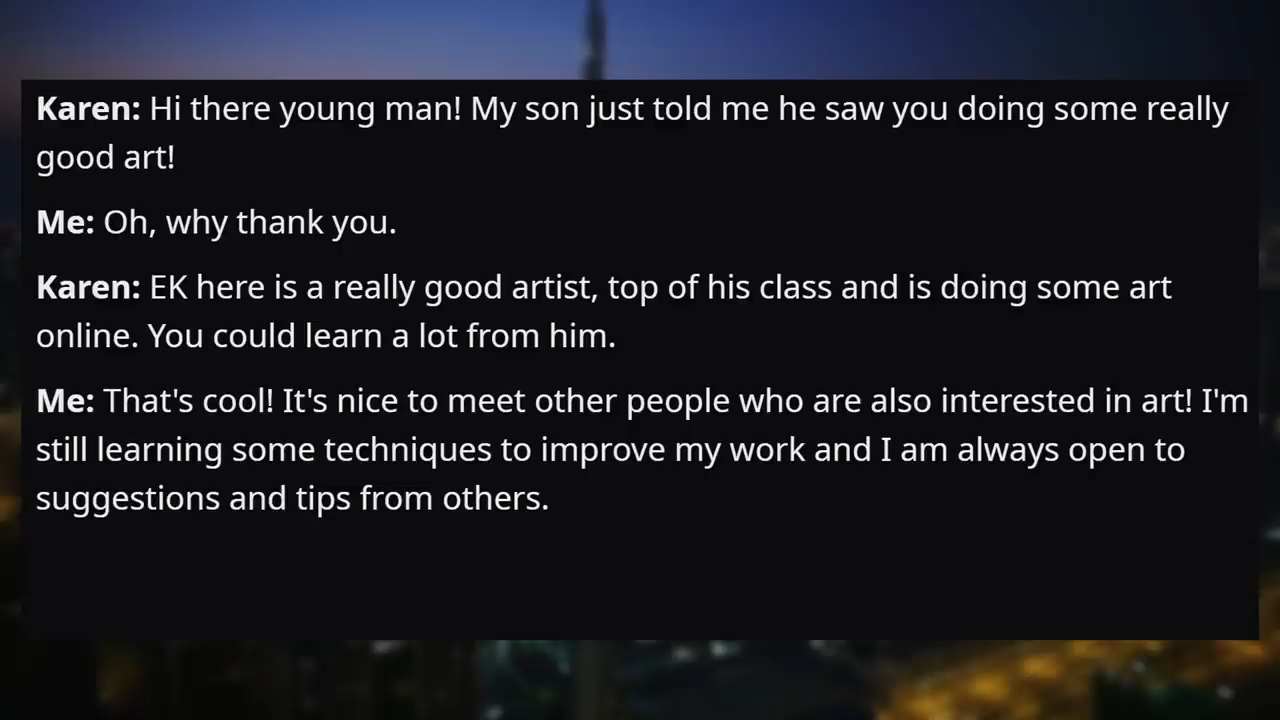 Karen: Hi there young man! My son just told me he saw you doing some really
good art!
Me: Oh, why thank you.
Karen: EK here is a really good artist, top of his class and is doing some art
online. You could learn a lot from him.
Me: That's cool! It's nice to meet other people who are also interested in art! I'm
still learning some techniques to improve my work and I am always open to
suggestions and tips from others.